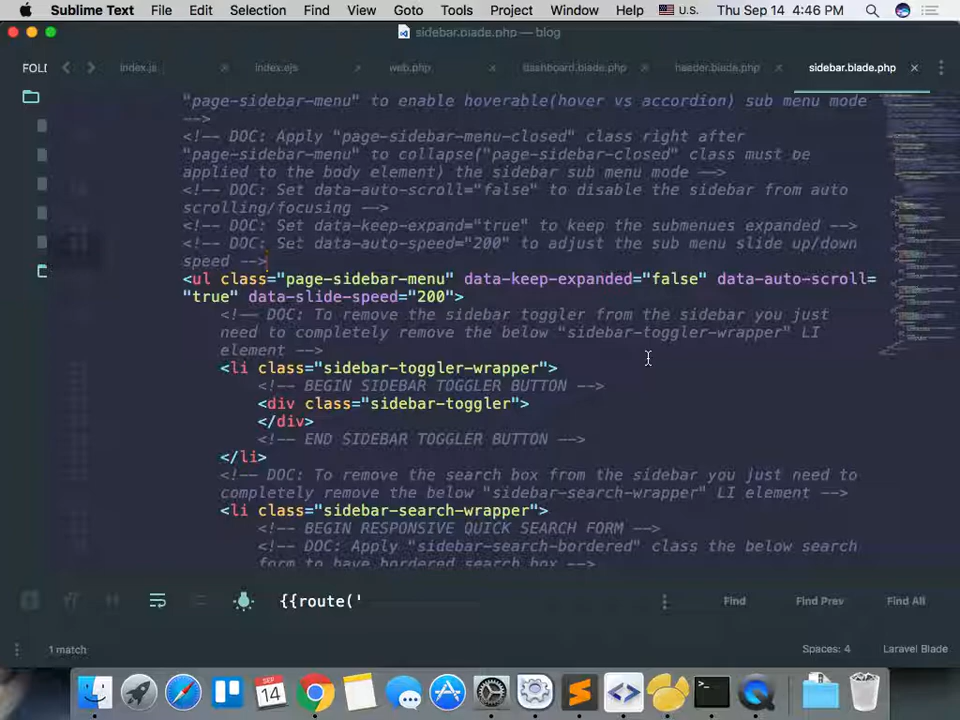 Sublime Text File Edit Selection Find View Goto Tools Project Window Help U.S. Thu Sep 14 4:46 PM
sidebar.blade.php — blog
FOLD index.js index.ejs web.php dashboard.blade.php haeder.blade.php sidebar.blade.php
"page-sidebar-menu" to enable hoverable(hover vs accordion) sub menu mode
-->
<!-- DOC: Apply "page-sidebar-menu-closed" class right after
"page-sidebar-menu" to collapse("page-sidebar-closed" class must be
applied to the body element) the sidebar sub menu mode -->
<!-- DOC: Set data-auto-scroll="false" to disable the sidebar from auto
scrolling/focusing -->
<!-- DOC: Set data-keep-expand="true" to keep the submenues expanded -->
<!-- DOC: Set data-auto-speed="200" to adjust the sub menu slide up/down
speed -->
<ul class="page-sidebar-menu" data-keep-expanded="false" data-auto-scroll=
"true" data-slide-speed="200">
<!-- DOC: To remove the sidebar toggler from the sidebar you just
need to completely remove the below "sidebar-toggler-wrapper" LI
element -->
<li class="sidebar-toggler-wrapper">
<!-- BEGIN SIDEBAR TOGGLER BUTTON -->
<div class="sidebar-toggler">
</div>
<!-- END SIDEBAR TOGGLER BUTTON -->
</li>
<!-- DOC: To remove the search box from the sidebar you just need to
completely remove the below "sidebar-search-wrapper" LI element -->
<li class="sidebar-search-wrapper">
<!-- BEGIN RESPONSIVE QUICK SEARCH FORM -->
<!-- DOC: Apply "sidebar-search-bordered" class the below search
form to have bordered search box -->
{{route(' Find Find Prev Find All
1 match Spaces: 4 Laravel Blade
SEP
14